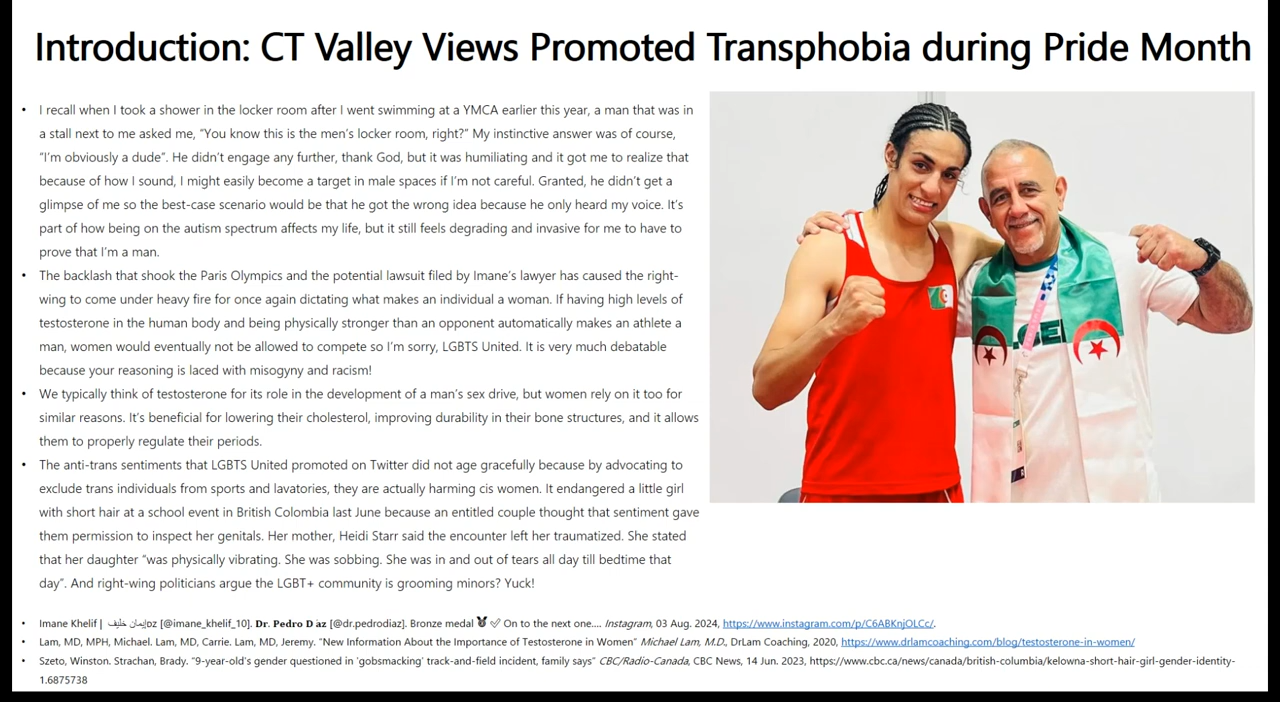 Introduction: CT Valley Views Promoted Transphobia during Pride Month
• I recall when I took a shower in the locker room after I went swimming at a YMCA earlier this year, a man that was in
a stall next to me asked me, “You know this is the men’s locker room, right?” My instinctive answer was of course,
“I’m obviously a dude”. He didn’t engage any further, thank God, but it was humiliating and it got me to realize that
because of how I sound, I might easily become a target in male spaces if I’m not careful. Granted, he didn’t get a
glimpse of me so the best-case scenario would be that he got the wrong idea because he only heard my voice. It’s
part of how being on the autism spectrum affects my life, but it still feels degrading and invasive for me to have to
prove that I’m a man.
• The backlash that shook the Paris Olympics and the potential lawsuit filed by Imane’s lawyer has caused the right-
wing to come under heavy fire for once again dictating what makes an individual a woman. If having high levels of
testosterone in the human body and being physically stronger than an opponent automatically makes an athlete a
man, women would eventually not be allowed to compete so I’m sorry, LGBTS United. It is very much debatable
because your reasoning is laced with misogyny and racism!
• We typically think of testosterone for its role in the development of a man’s sex drive, but women rely on it too for
similar reasons. It’s beneficial for lowering their cholesterol, improving durability in their bone structures, and it allows
them to properly regulate their periods.
• The anti-trans sentiments that LGBTS United promoted on Twitter did not age gracefully because by advocating to
exclude trans individuals from sports and lavatories, they are actually harming cis women. It endangered a little girl
with short hair at a school event in British Colombia last June because an entitled couple thought that sentiment gave
them permission to inspect her genitals. Her mother, Heidi Starr said the encounter left her traumatized. She stated
that her daughter “was physically vibrating. She was sobbing. She was in and out of tears all day till bedtime that
day”. And right-wing politicians argue the LGBT+ community is grooming minors? Yuck!
• Imane Khelif | إيمان خليف DZ [@imane_khelif_10]. Dr. Pedro D az [@dr.pedrodiaz]. Bronze medal 🏅✅ On to the next one.... Instagram, 03 Aug. 2024, https://www.instagram.com/p/C6ABKnjOLCc/.
• Lam, MD, MPH, Michael. Lam, MD, Carrie. Lam, MD, Jeremy. “New Information About the Importance of Testosterone in Women” Michael Lam, M.D., DrLam Coaching, 2020, https://www.drlamcoaching.com/blog/testosterone-in-women/
• Szeto, Winston. Strachan, Brady. “9-year-old’s gender questioned in ‘gobsmacking’ track-and-field incident, family says” CBC/Radio-Canada, CBC News, 14 Jun. 2023, https://www.cbc.ca/news/canada/british-columbia/kelowna-short-hair-girl-gender-identity-
1.6875738